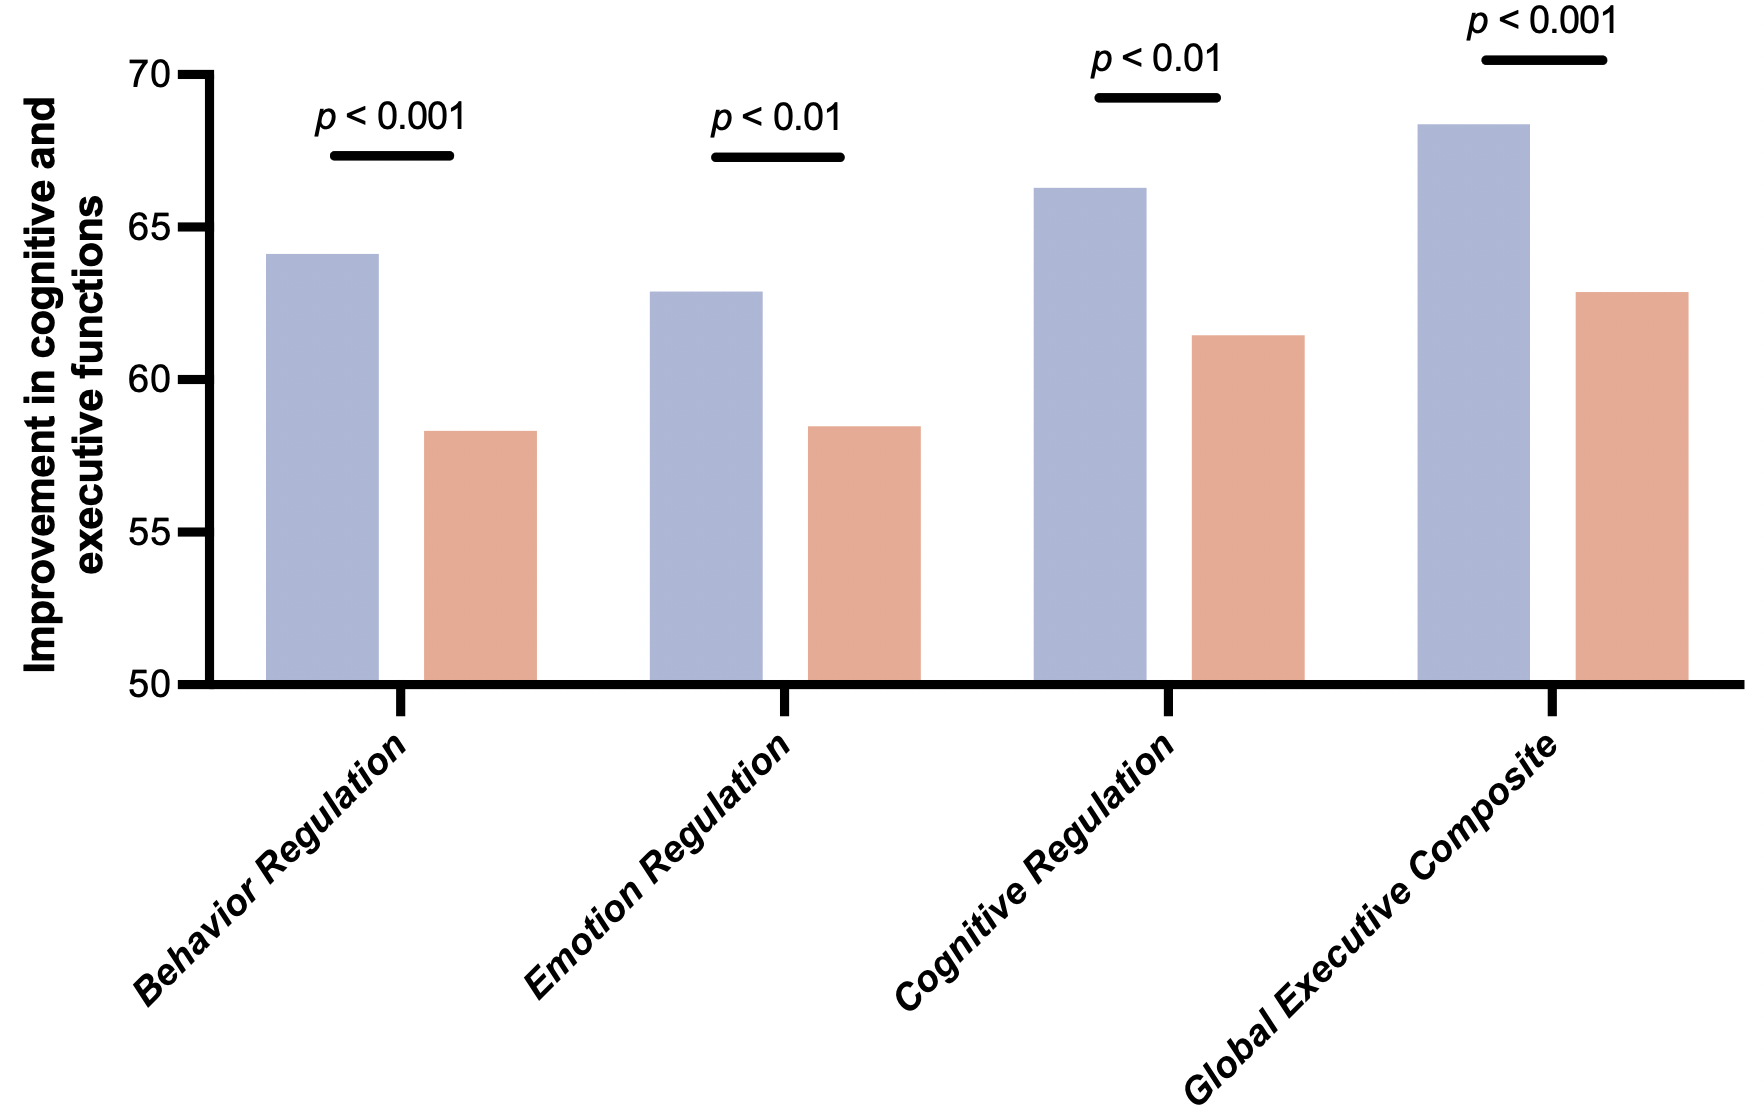 p < 0.001
p < 0.01
p < 0.01
p < 0.001
Improvement in cognitive and
executive functions
70
65
60
55
50
Behavior Regulation
Emotion Regulation
Cognitive Regulation
Global Executive Composite